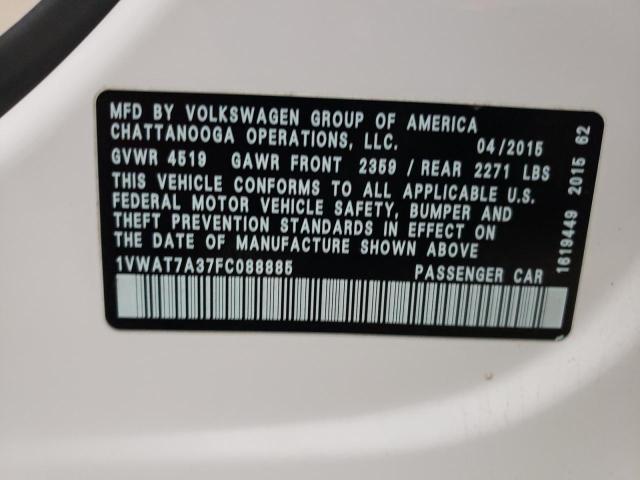 MFD BY VOLKSWAGEN GROUP OF AMERICA
CHATTANOOGA OPERATIONS, LLC. 04/2015
GVWR 4519 GAWR FRONT 2359 / REAR 2271 LBS
THIS VEHICLE CONFORMS TO ALL APPLICABLE U.S.
FEDERAL MOTOR VEHICLE SAFETY, BUMPER AND
THEFT PREVENTION STANDARDS IN EFFECT ON
THE DATE OF MANUFACTURE SHOWN ABOVE
1VWAT7A37FC088885 PASSENGER CAR
1619449 2015 62